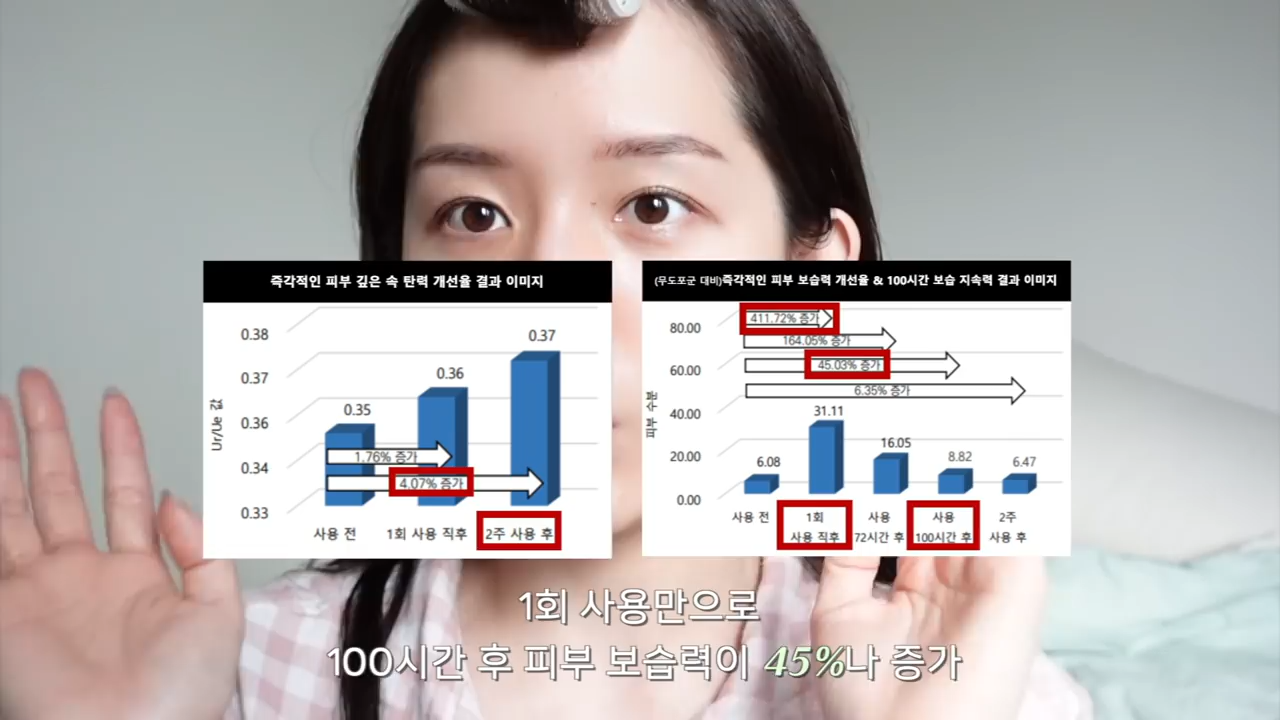 즉각적인 피부 깊은 속 탄력 개선율 결과 이미지
0.38
0.37
0.36
0.34
0.33
Ur/Ue 값
0.35
0.36
0.37
1.76% 증가
4.07% 증가
사용 전
1회 사용 직후
2주 사용 후
(무도포군 대비)즉각적인 피부 보습력 개선율 & 100시간 보습 지속력 결과 이미지
80.00
60.00
40.00
20.00
0.00
피부 수분
411.72% 증가
164.05% 증가
45.03% 증가
6.35% 증가
6.08
31.11
16.05
8.82
6.47
사용 전
1회
사용 직후
사용
72시간 후
사용
100시간 후
2주
사용 후
1회 사용만으로
100시간 후 피부 보습력이 45%나 증가